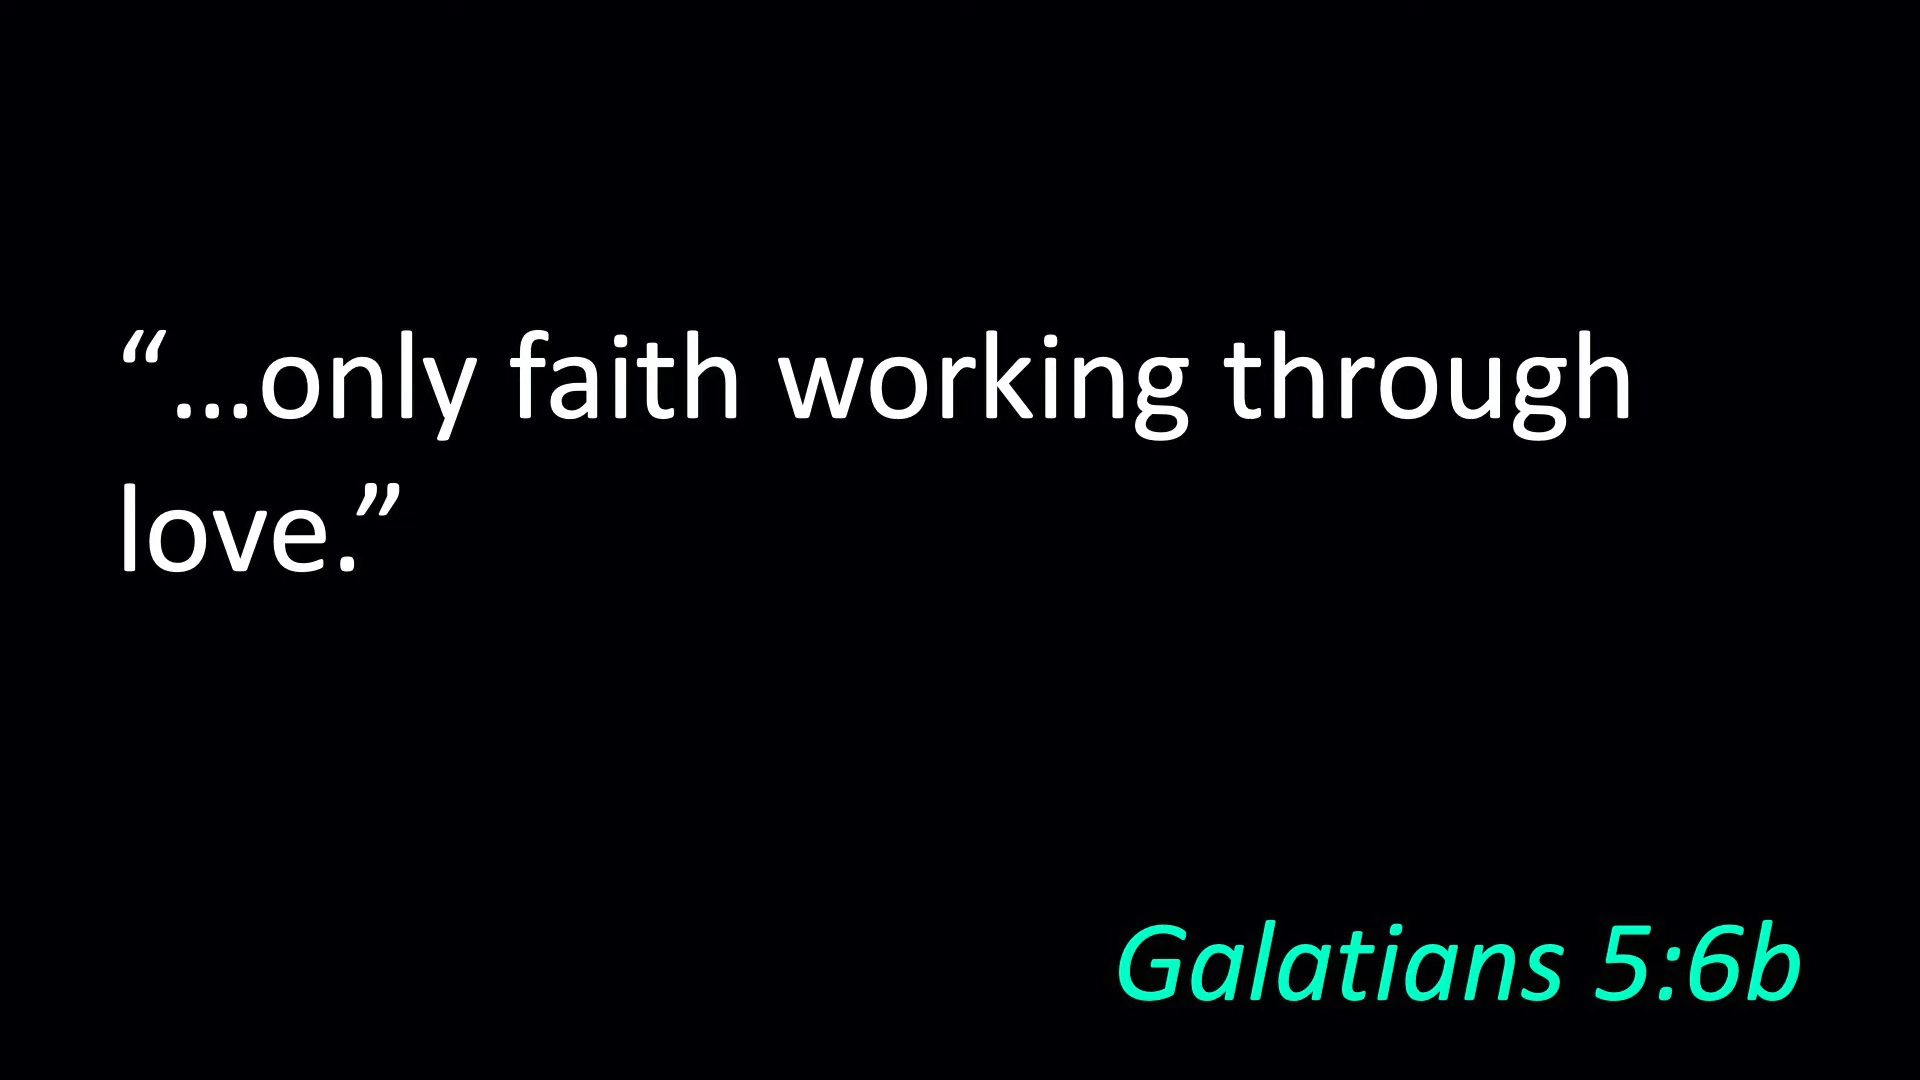 “...only faith working through
love.”
Galatians 5:6b